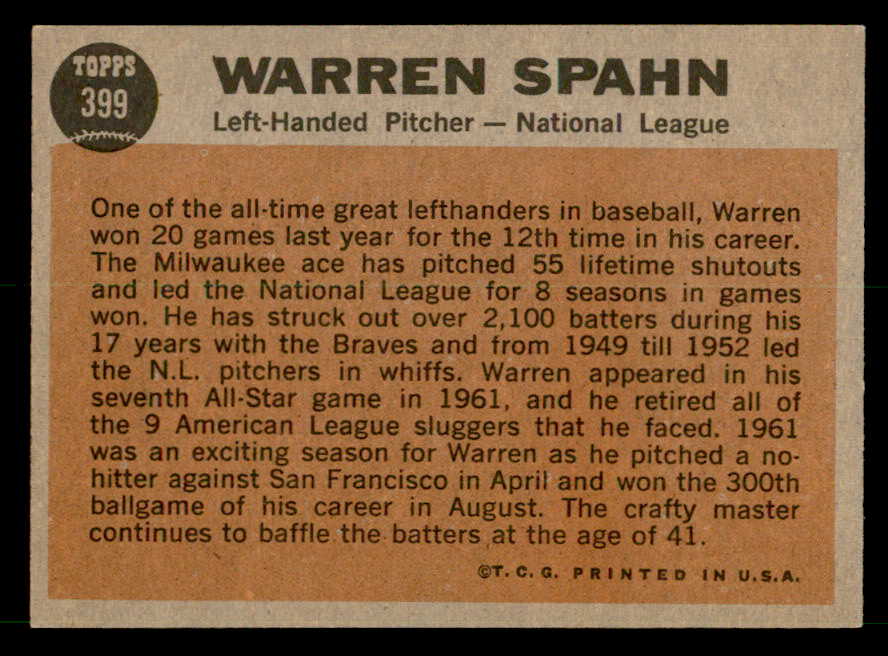 TOPPS
399
WARREN SPAHN
Left-Handed Pitcher — National League
One of the all-time great lefthanders in baseball, Warren
won 20 games last year for the 12th time in his career.
The Milwaukee ace has pitched 55 lifetime shutouts
and led the National League for 8 seasons in games
won. He has struck out over 2,100 batters during his
17 years with the Braves and from 1949 till 1952 led
the N.L. pitchers in whiffs. Warren appeared in his
seventh All-Star game in 1961, and he retired all of
the 9 American League sluggers that he faced. 1961
was an exciting season for Warren as he pitched a no-
hitter against San Francisco in April and won the 300th
ballgame of his career in August. The crafty master
continues to baffle the batters at the age of 41.
©T.C.G. PRINTED IN U.S.A.